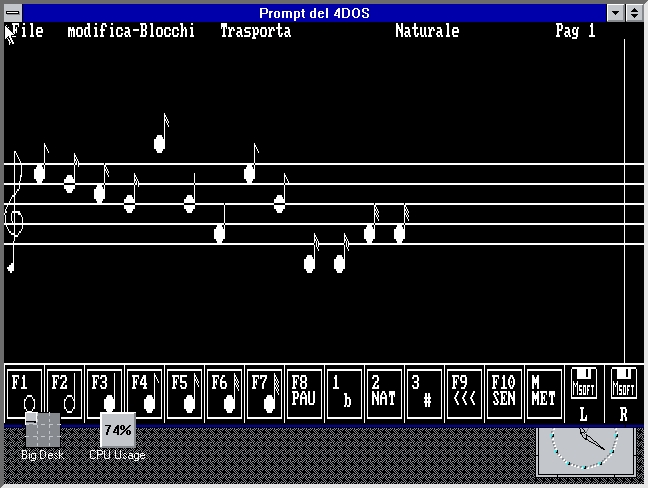 Prompt del 4DOS
File modifica-Blocchi Trasporta Naturale Pag 1
F1 F2 F3 F4 F5 F6 F7 F8 PAU 1 b 2 NAT 3 # F9 <<< F10 SEN M MET MSOFT L MSOFT R
74%
Big Desk CPU Usage